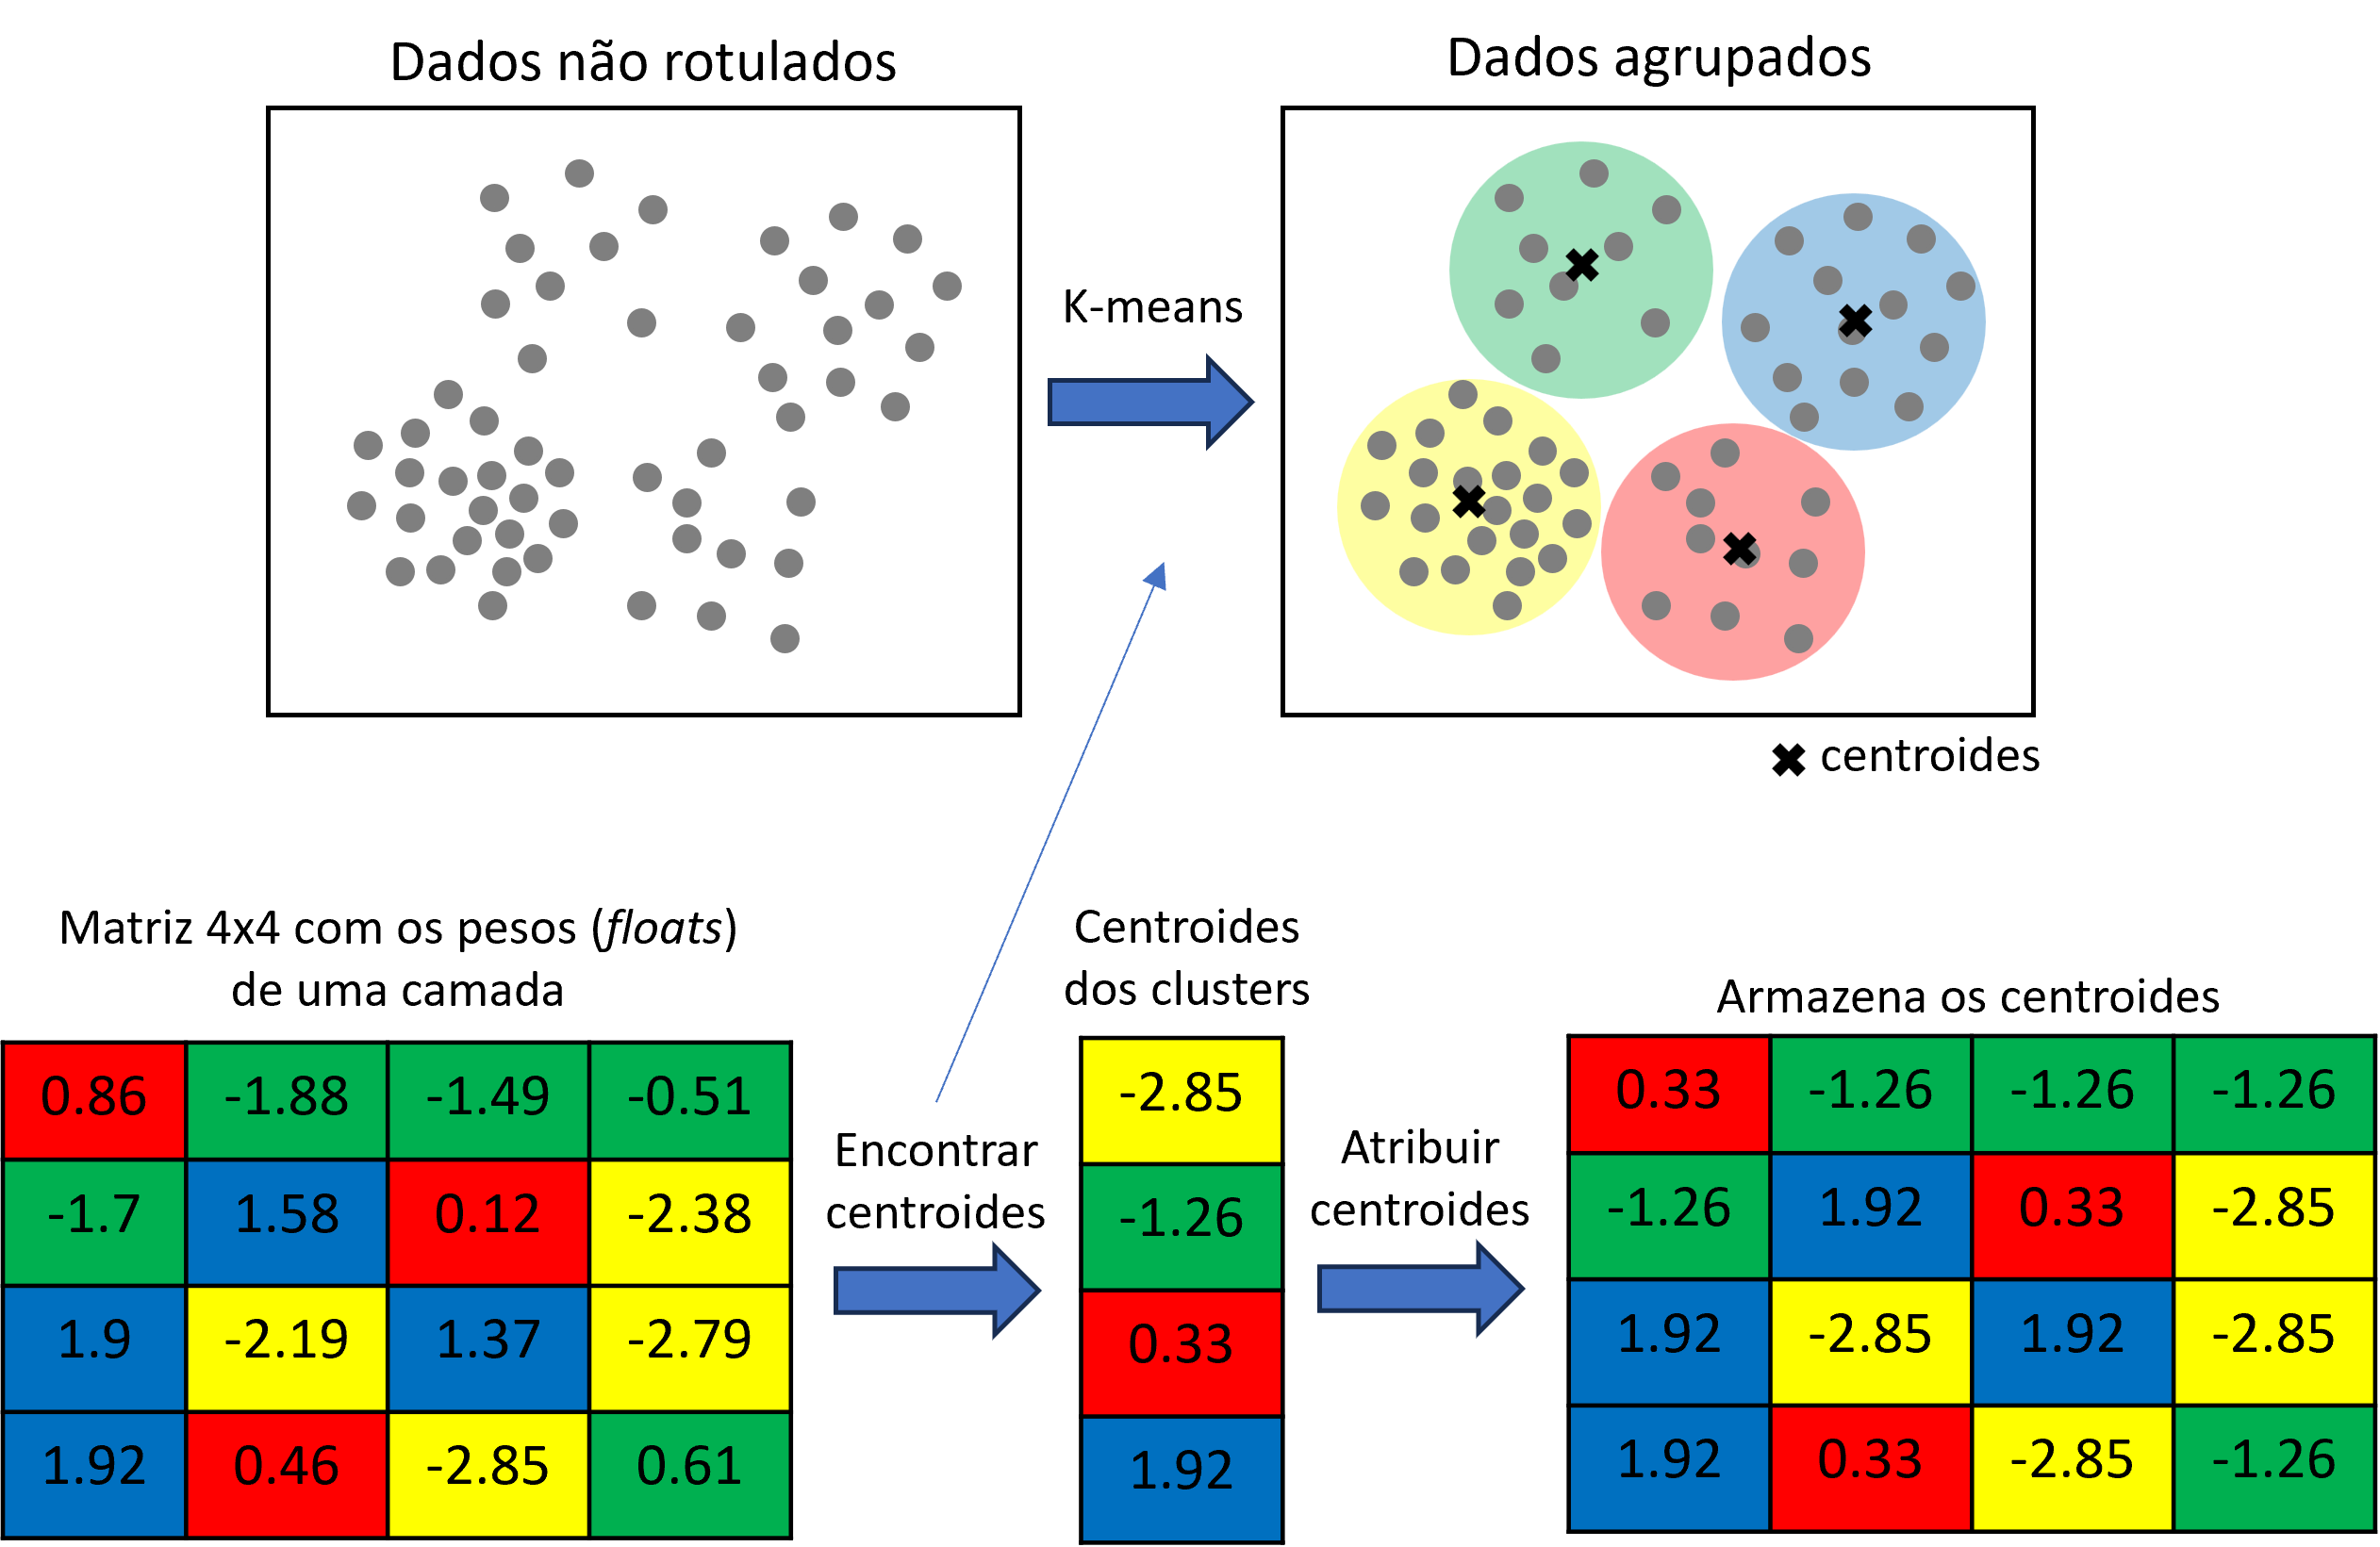 Dados não rotulados
Dados agrupados
K-means
centroides
Matriz 4x4 com os pesos (floats)
de uma camada
Centroides
dos clusters
Armazena os centroides
0.86 -1.88 -1.49 -0.51
-1.7 1.58 0.12 -2.38
1.9 -2.19 1.37 -2.79
1.92 0.46 -2.85 0.61
Encontrar
centroides
-2.85
-1.26
0.33
1.92
Atribuir
centroides
0.33 -1.26 -1.26 -1.26
-1.26 1.92 0.33 -2.85
1.92 -2.85 1.92 -2.85
1.92 0.33 -2.85 -1.26